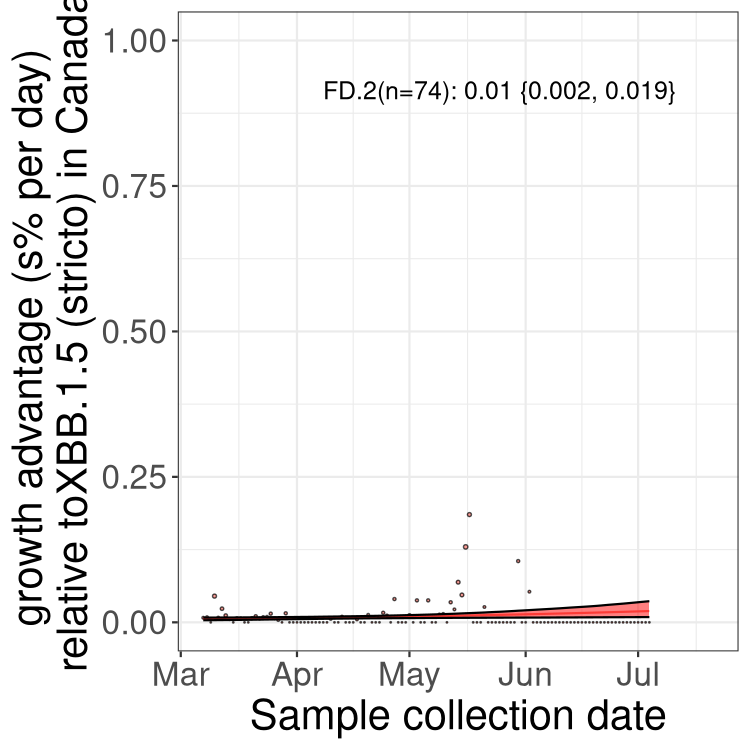 growth advantage (s% per day)
relative toXBB.1.5 (stricto) in Canada
1.00
0.75
0.50
0.25
0.00
FD.2(n=74): 0.01 {0.002, 0.019}
Mar
Apr
May
Jun
Jul
Sample collection date